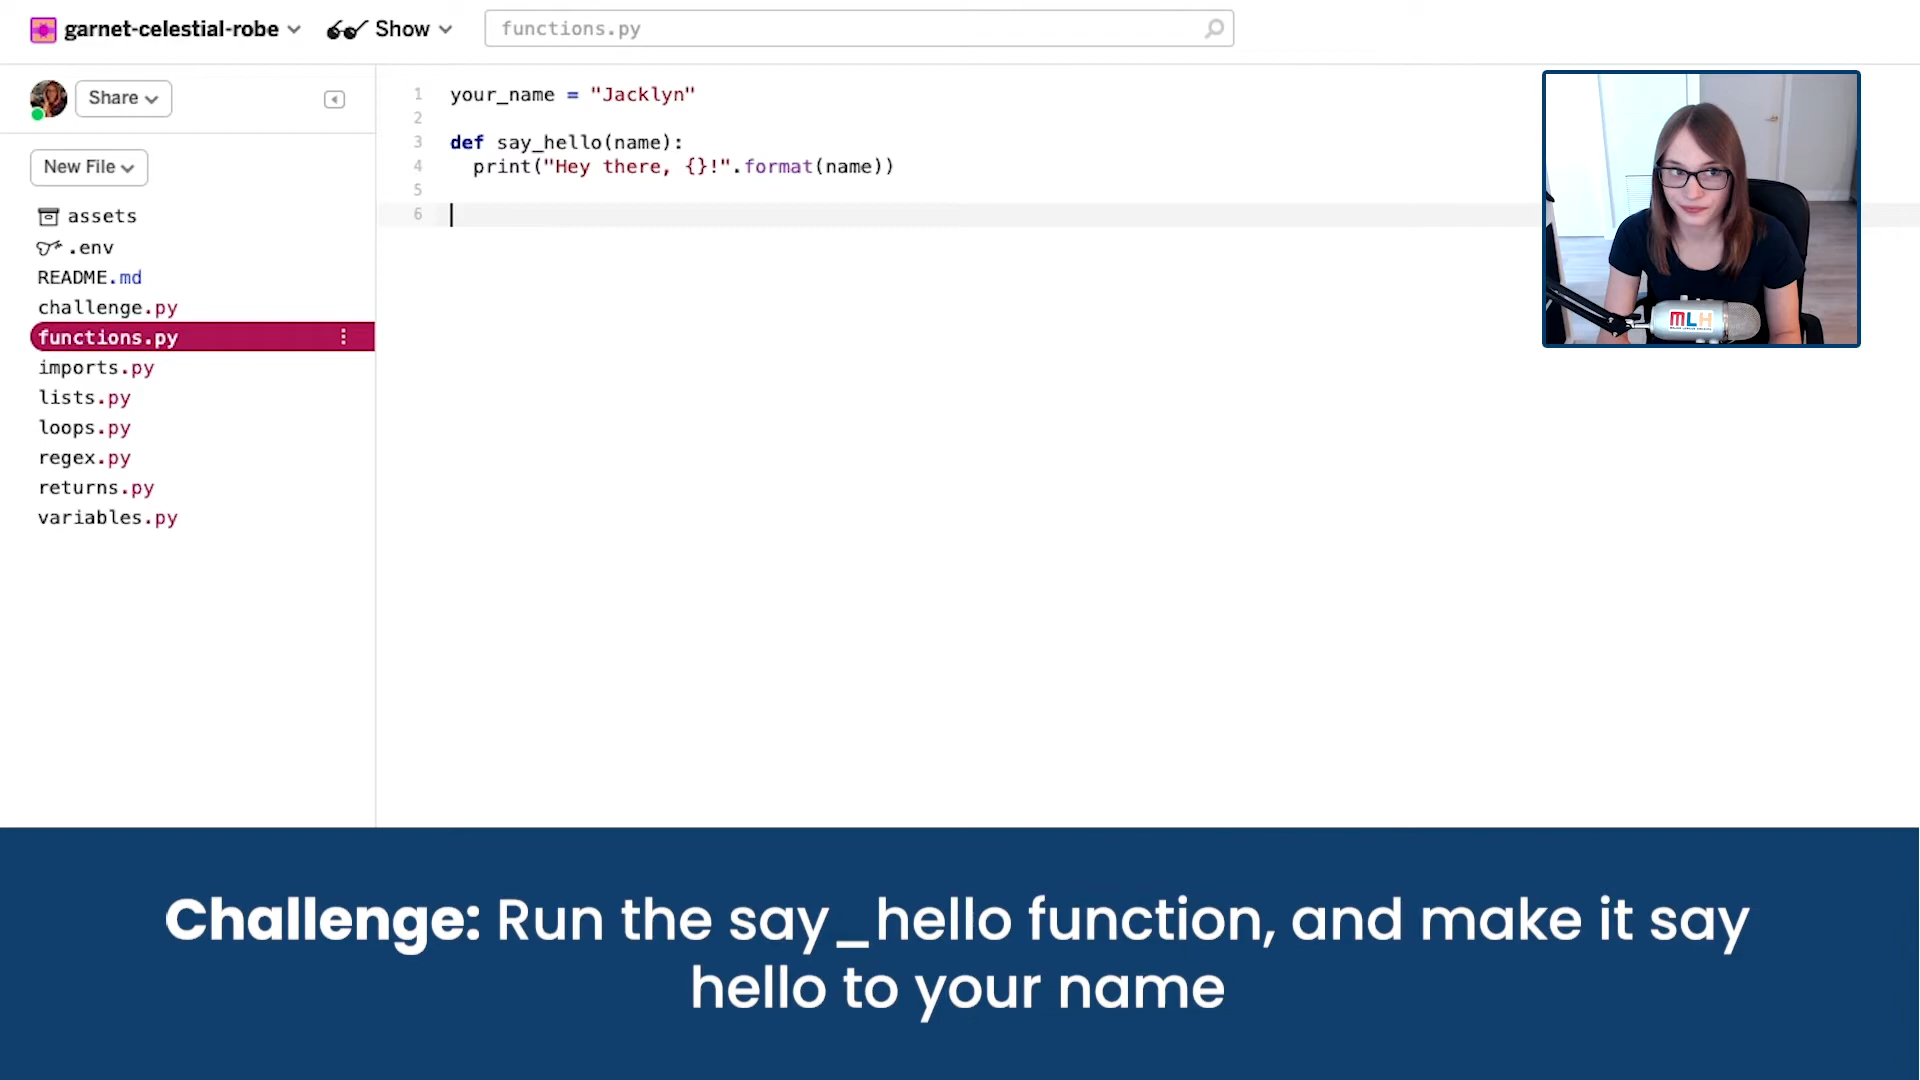 garnet-celestial-robe
Show
functions.py
Share
New File
assets
.env
README.md
challenge.py
functions.py
imports.py
lists.py
loops.py
regex.py
returns.py
variables.py
1 your_name = "Jacklyn"
2
3 def say_hello(name):
4 print("Hey there, {}!".format(name))
5
6
MLH
Challenge: Run the say_hello function, and make it say
hello to your name